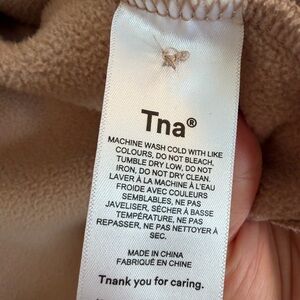 Tna®
MACHINE WASH COLD WITH LIKE
COLOURS, DO NOT BLEACH,
TUMBLE DRY LOW, DO NOT
IRON, DO NOT DRY CLEAN.
LAVER À LA MACHINE À L'EAU
FROIDE AVEC COULEURS
SEMBLABLES, NE PAS
JAVELISER, SÉCHER À BASSE
TEMPÉRATURE, NE PAS
REPASSER, NE PAS NETTOYER À
SEC.
MADE IN CHINA
FABRIQUÉ EN CHINE
Tnank you for caring.